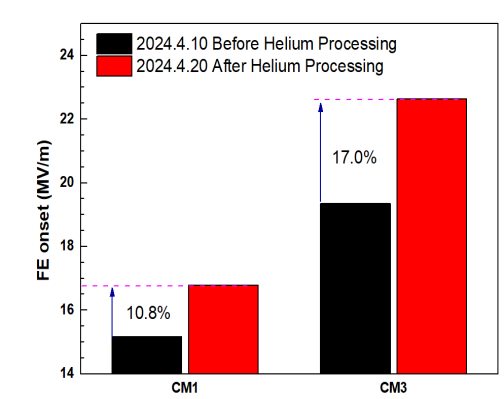 2024.4.10 Before Helium Processing
2024.4.20 After Helium Processing
FE onset (MV/m)
24
22
20
18
16
14
17.0%
10.8%
CM1
CM3